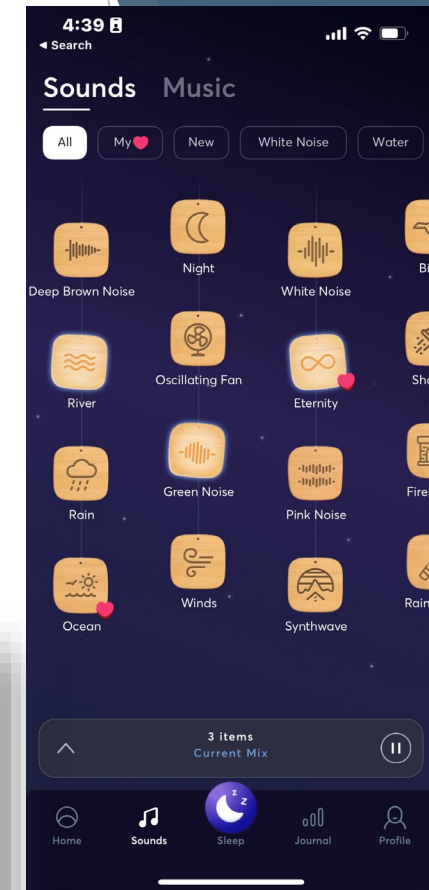 4:39
◄ Search
Sounds Music
All My New White Noise Water
Night
Deep Brown Noise White Noise
Oscillating Fan
River Eternity
Green Noise
Rain Pink Noise
Winds
Ocean Synthwave
3 items
Current Mix
z z
Home Sounds Sleep Journal Profile